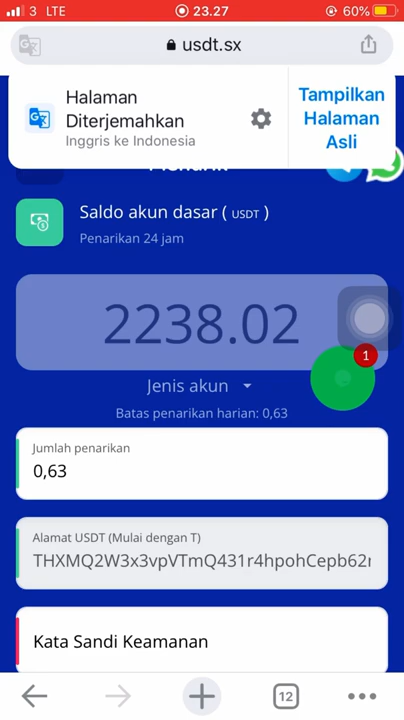 3 LTE 23.27 60%
usdt.sx
Halaman
Diterjemahkan
Inggris ke Indonesia
Tampilkan
Halaman
Asli
Saldo akun dasar ( USDT )
Penarikan 24 jam
2238.02
1
Jenis akun
Batas penarikan harian: 0,63
Jumlah penarikan
0,63
Alamat USDT (Mulai dengan T)
Kata Sandi Keamanan
12